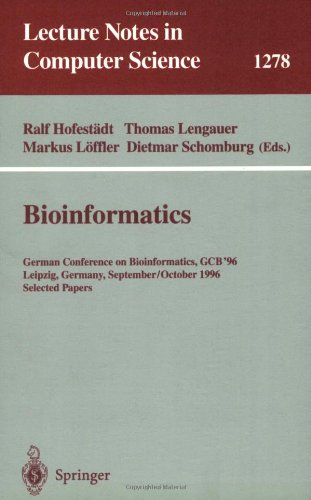 Lecture Notes in
Computer Science 1278
Ralf Hofestädt Thomas Lengauer
Markus Löffler Dietmar Schomburg (Eds.)
Bioinformatics
German Conference on Bioinformatics, GCB'96
Leipzig, Germany, September/October 1996
Selected Papers
Springer